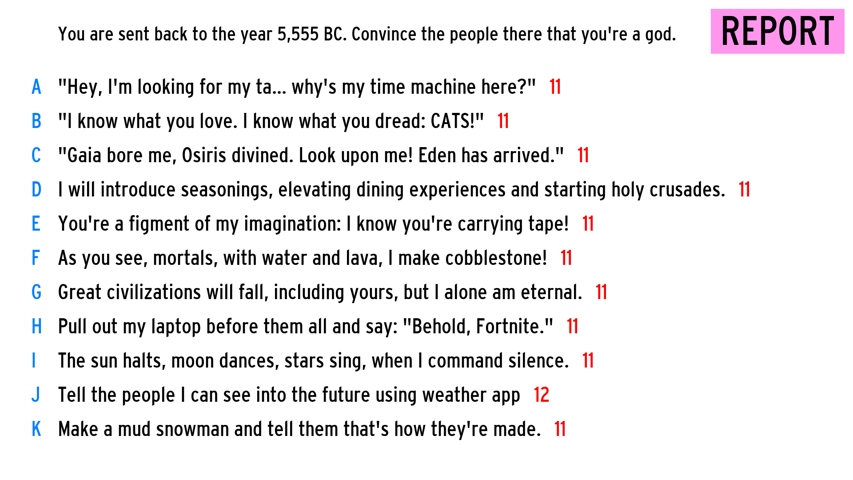 You are sent back to the year 5,555 BC. Convince the people there that you're a god.
REPORT
A "Hey, I'm looking for my ta... why's my time machine here?" 11
B "I know what you love. I know what you dread: CATS!" 11
C "Gaia bore me, Osiris divined. Look upon me! Eden has arrived." 11
D I will introduce seasonings, elevating dining experiences and starting holy crusades. 11
E You're a figment of my imagination: I know you're carrying tape! 11
F As you see, mortals, with water and lava, I make cobblestone! 11
G Great civilizations will fall, including yours, but I alone am eternal. 11
H Pull out my laptop before them all and say: "Behold, Fortnite." 11
I The sun halts, moon dances, stars sing, when I command silence. 11
J Tell the people I can see into the future using weather app 12
K Make a mud snowman and tell them that's how they're made. 11